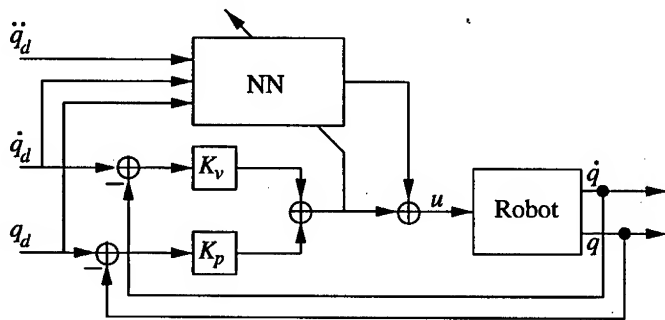 q̈_d
NN
q̇_d
K_v
q̇
u
Robot
q_d
K_p
q